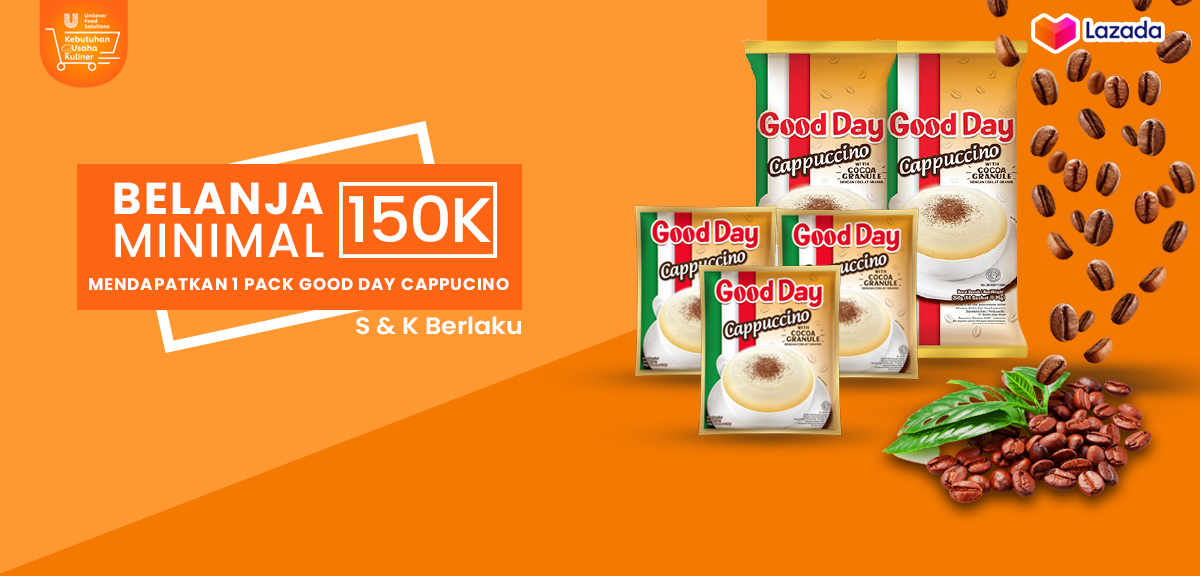 Unilever
Food
Solutions
Kebutuhan
Usaha
Kuliner
Lazada
BELANJA
MINIMAL
150K
MENDAPATKAN 1 PACK GOOD DAY CAPPUCINO
S & K Berlaku
Good Day
Cappuccino
WITH
COCOA
GRANULE
Good Day
Cappuccino
WITH
COCOA
GRANULE
Good Day
Cappuccino
Good Day
WITH
COCOA
GRANULE
Good Day
Cappuccino
WITH
COCOA
GRANULE